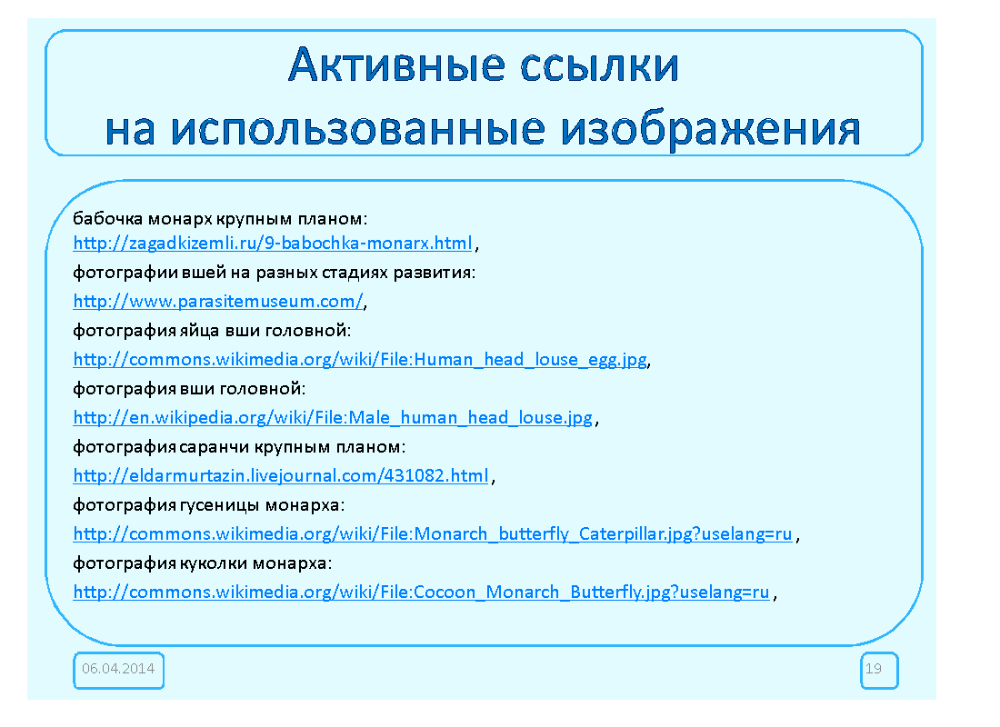 Активные ссылки
на использованные изображения
бабочка монарх крупным планом:
http://zagadkizemli.ru/9-babochka-monarx.html ,
фотографии вшей на разных стадиях развития:
http://www.parasitemuseum.com/,
фотография яйца вши головной:
http://commons.wikimedia.org/wiki/File:Human_head_louse_egg.jpg,
фотография вши головной:
http://en.wikipedia.org/wiki/File:Male_human_head_louse.jpg ,
фотография саранчи крупным планом:
http://eldarmurtazin.livejournal.com/431082.html ,
фотография гусеницы монарха:
http://commons.wikimedia.org/wiki/File:Monarch_butterfly_Caterpillar.jpg?uselang=ru ,
фотография куколки монарха:
http://commons.wikimedia.org/wiki/File:Cocoon_Monarch_Butterfly.jpg?uselang=ru ,
06.04.2014
19